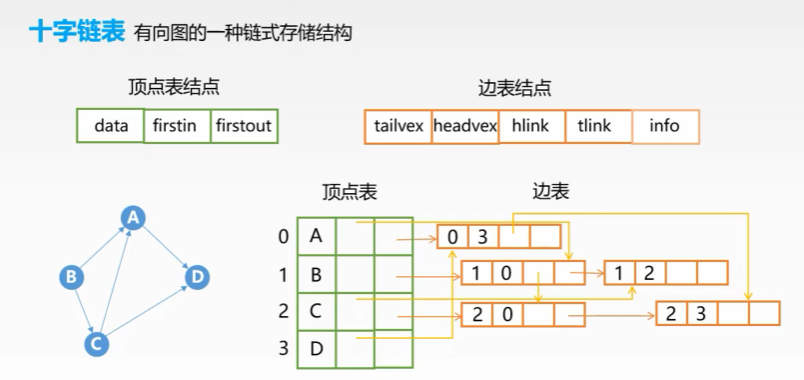 十字链表 有向图的一种链式存储结构
顶点表结点 边表结点
data firstin firstout tailvex headvex hlink tlink info
顶点表 边表
A
B
D
C
0 A 0 3
1 B 1 0 1 2
2 C 2 0 2 3
3 D